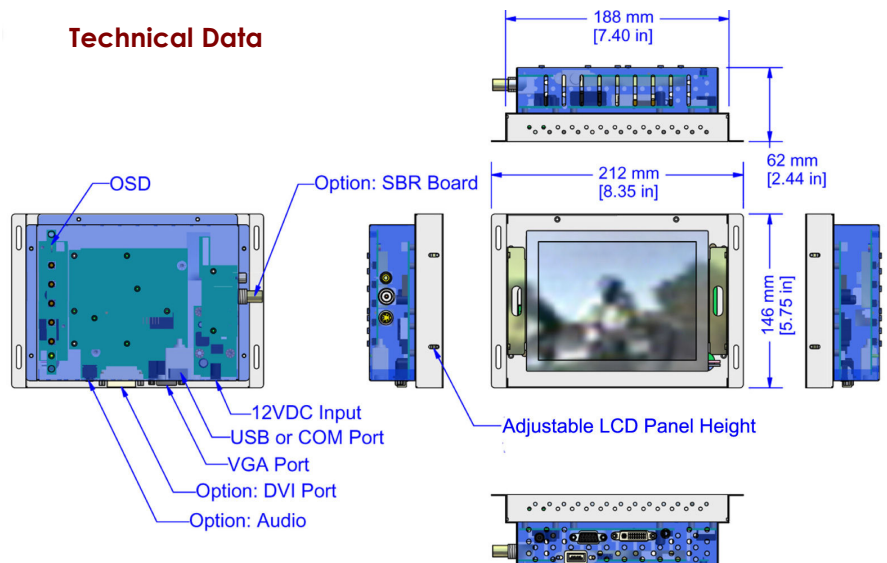 Technical Data
188 mm
[7.40 in]
62 mm
[2.44 in]
212 mm
[8.35 in]
146 mm
[5.75 in]
OSD
Option: SBR Board
12VDC Input
USB or COM Port
VGA Port
Option: DVI Port
Option: Audio
Adjustable LCD Panel Height